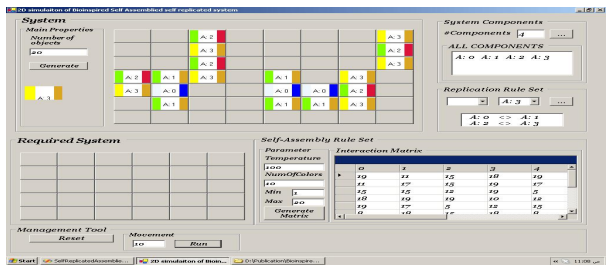 2D simulaiton of Bioinspired Self Assemblied self replicated system
System
Main Properties
Number of objects
20
Generate
A: 3
A: 2 A: 3
A: 3 A: 2
A: 2 A: 3
A: 2 A: 1 A: 3 A: 1 A: 2
A: 3 A: 0 A: 0 A: 0 A: 3
A: 1 A: 1 A: 1
System Components
#Components 4 ...
ALL COMPONENTS
A: 0 A: 1 A: 2 A: 3
Replication Rule Set
A: 3 ...
A: 0 <> A: 1
A: 2 <> A: 3
Required System
Self-Assembly Rule Set
Parameter
Temperature
100
NumOfColors
10
Min 1
Max 20
Generate Matrix
Interaction Matrix
0 1 2 3 4
19 11 15 18 19
11 17 15 19 17
15 15 12 19 5
18 19 19 10 12
19 17 5 12 15
Management Tool
Reset
Movement
10
Run
Start SelfReplicatedAssemblie... 2D simulaiton of Bioin... D:\Publication\Bioinspire... 11:08